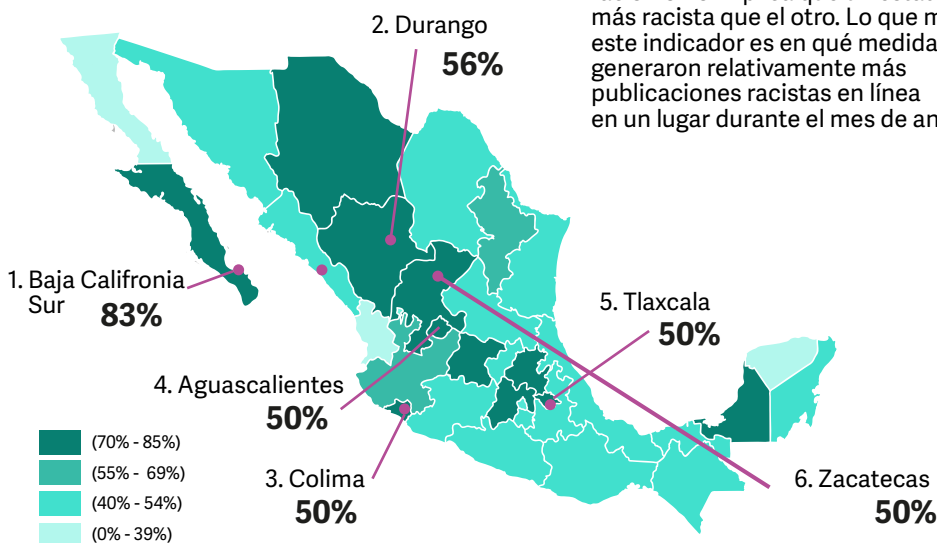 más racista que el otro. Lo que
este indicador es en qué medida
generaron relativamente más
publicaciones racistas en línea
en un lugar durante el mes de
2. Durango
56%
1. Baja Califronia
Sur
83%
5. Tlaxcala
50%
4. Aguascalientes
50%
3. Colima
50%
6. Zacatecas
50%
(70% - 85%)
(55% - 69%)
(40% - 54%)
(0% - 39%)